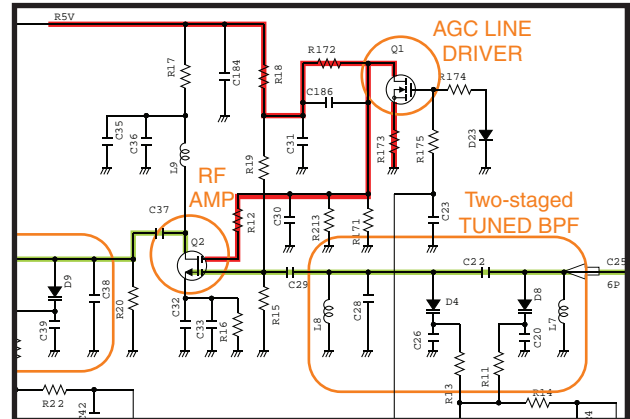 R5V
AGC LINE
DRIVER
Q1
R172
R17
C184
R18
C186
R174
C35
C36
C31
R173
R175
D23
L9
R19
RF
AMP
R12
C30
R213
R171
C23
Two-staged
TUNED BPF
C37
Q2
D9
C38
R20
C39
C32
C33
R16
R15
C29
L8
C28
C22
C25
6P
D4
D8
C26
C20
L7
R13
R11
R14
R22
C42